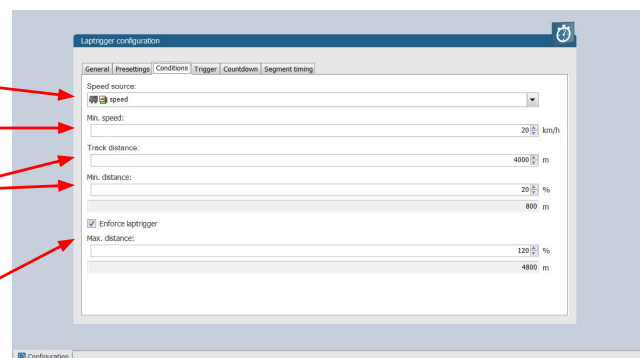 Laptrigger configuration
General Presettings Conditions Trigger Countdown Segment timing
Speed source:
speed
Min. speed:
20 km/h
Track distance:
4000 m
Min. distance:
20 %
800 m
Enforce laptrigger
Max. distance:
120 %
4800 m
Configuration